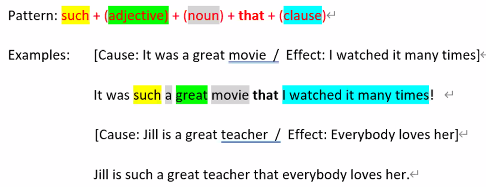 Pattern: such + (adjective) + (noun) + that + (clause)
Examples: [Cause: It was a great movie / Effect: I watched it many times]
It was such a great movie that I watched it many times!
[Cause: Jill is a great teacher / Effect: Everybody loves her]
Jill is such a great teacher that everybody loves her.